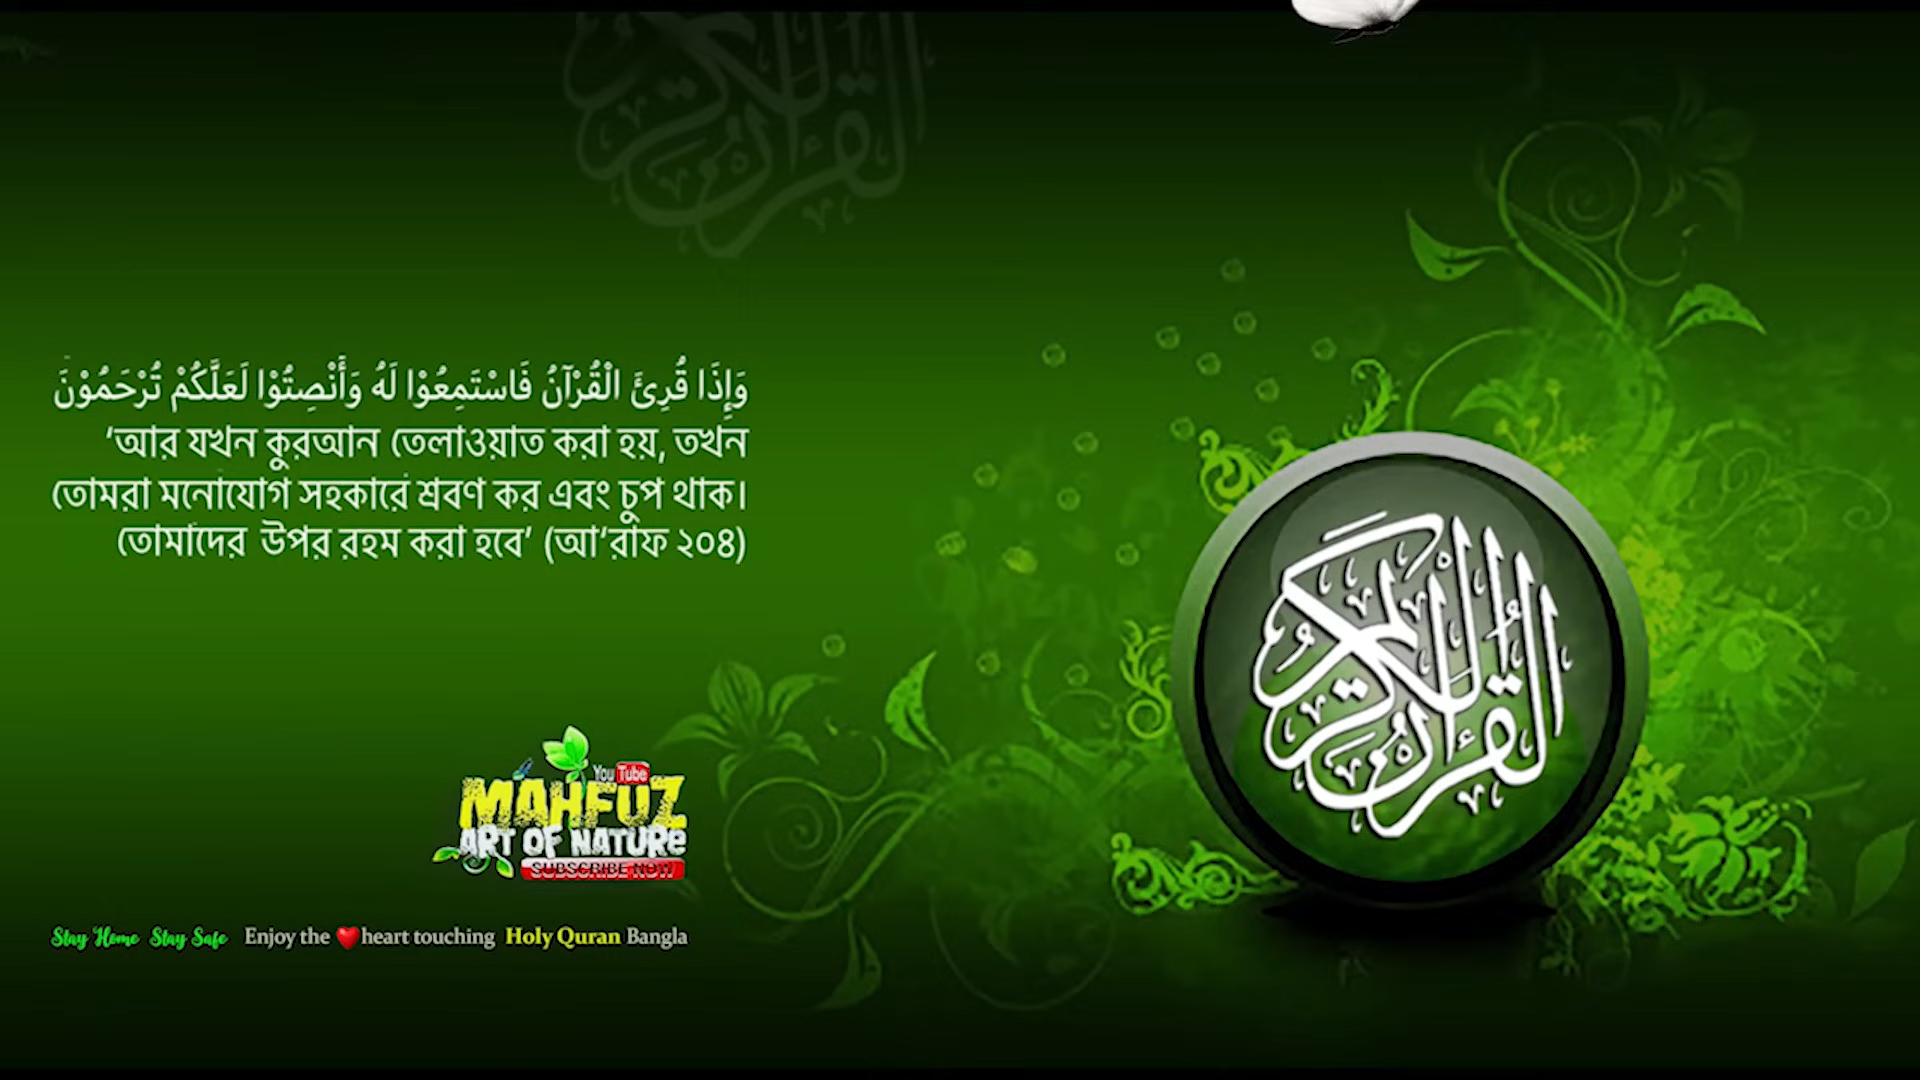 وَإِذَا قُرِئَ الْقُرْآنُ فَاسْتَمِعُوْا لَهُ وَأَنْصِتُوْا لَعَلَّكُمْ تُرْحَمُوْنَ
‘আর যখন কুরআন তেলাওয়াত করা হয়, তখন
তোমরা মনোযোগ সহকারে শ্রবণ কর এবং চুপ থাক।
তোমাদের উপর রহম করা হবে’ (আ‘রাফ ২০৪)
القرآن الكريم
You Tube
MAHFUZ
ART OF NATURE
SUBSCRIBE NOW
Stay Home Stay Safe Enjoy the ❤️ heart touching Holy Quran Bangla